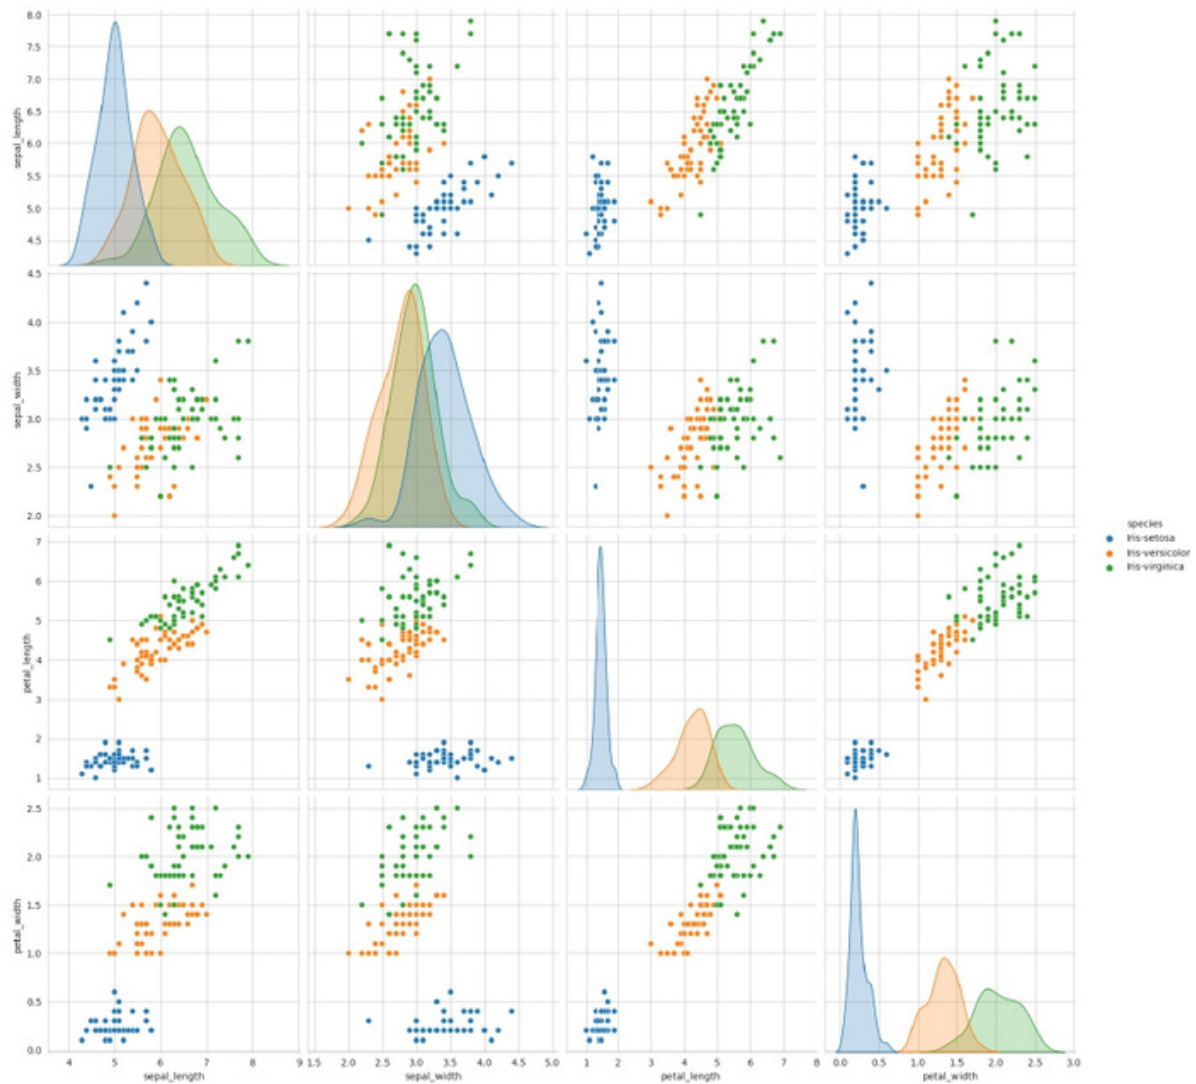 8.0
7.5
7.0
6.5
6.0
5.5
5.0
4.5
sepal_length
4.5
4.0
3.5
3.0
2.5
2.0
sepal_width
species
Iris-setosa
Iris-versicolor
Iris-virginica
7
6
5
4
3
2
1
petal_length
2.5
2.0
1.5
1.0
0.5
0.0
petal_width
4 5 6 7 8 9
1.5 2.0 2.5 3.0 3.5 4.0 4.5 5.0
1 2 3 4 5 6 7 8
0.0 0.5 1.0 1.5 2.0 2.5 3.0
sepal_length sepal_width petal_length petal_width